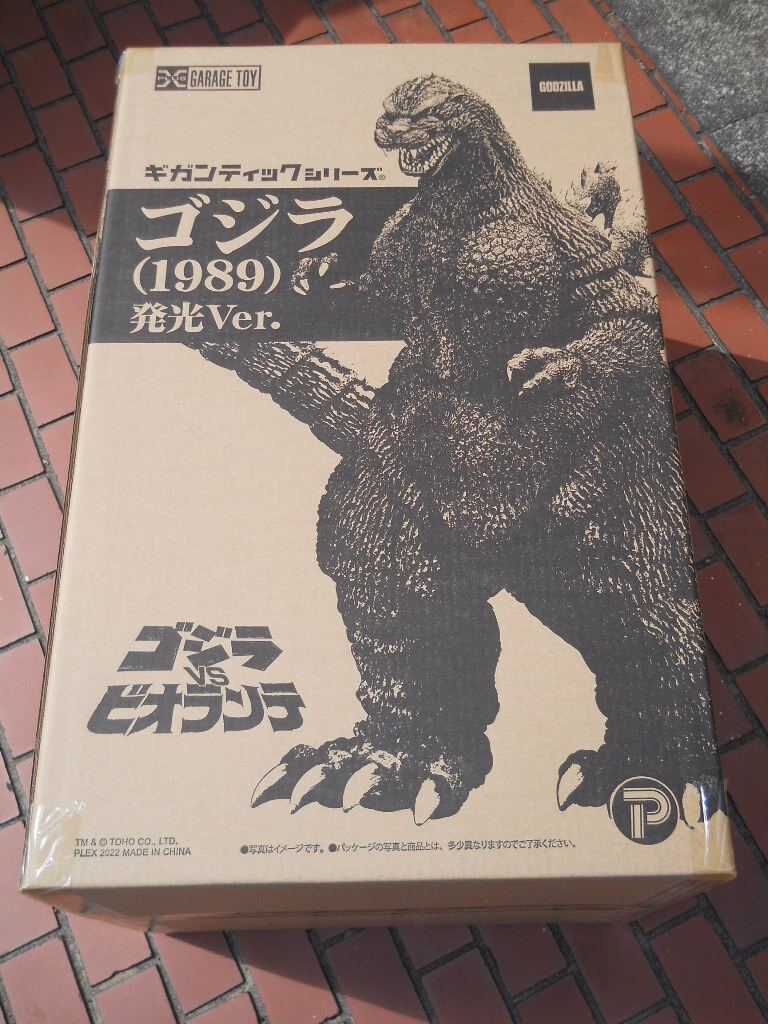 PLEX GARAGE TOY
GODZILLA
ギガンティックシリーズ®
ゴジラ
(1989)
発光Ver.
ゴジラ
VS
ビオランテ
TM & © TOHO CO., LTD.
PLEX 2022 MADE IN CHINA
●写真はイメージです。●パッケージの写真と商品とは、多少異なりますのでご了承ください。